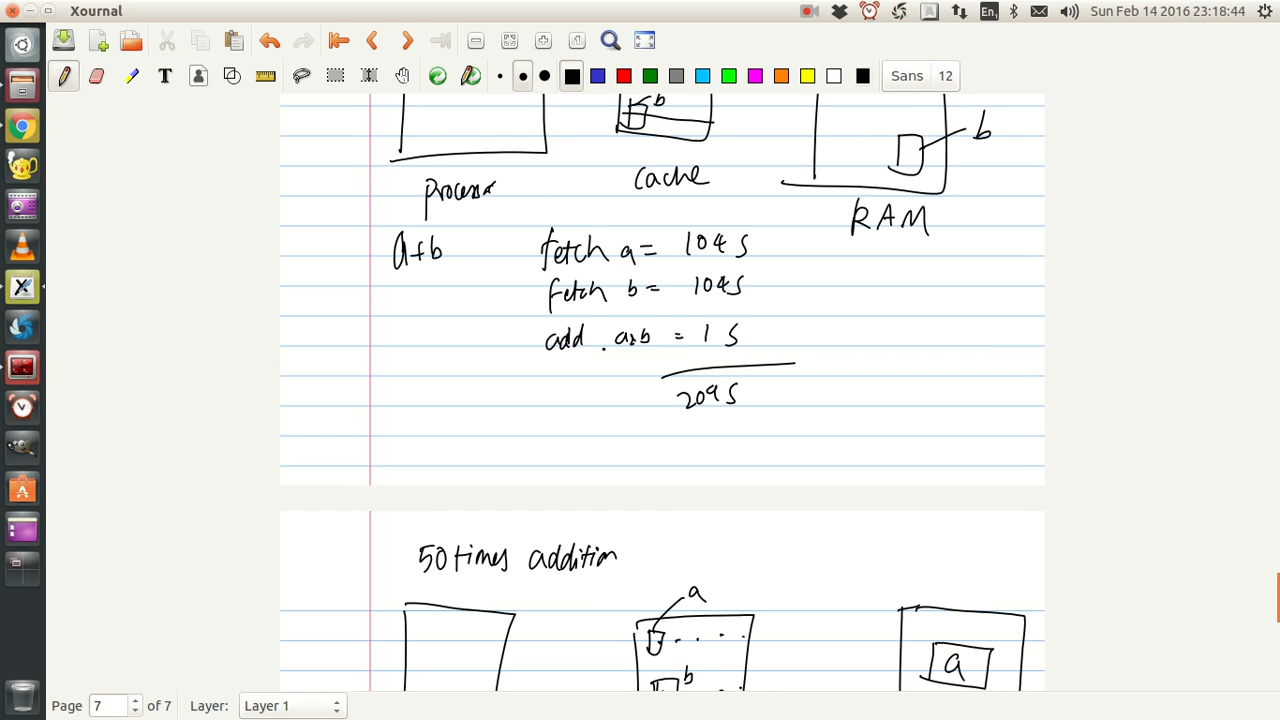 Xournal
En
Sun Feb 14 2016 23:18:44
Sans 12
b
b
processor
cache
RAM
a+b
fetch a = 104 S
fetch b = 104 S
add . a+b = 1 S
209 S
50 times addition
a
b
a
Page 7 of 7 Layer: Layer 1